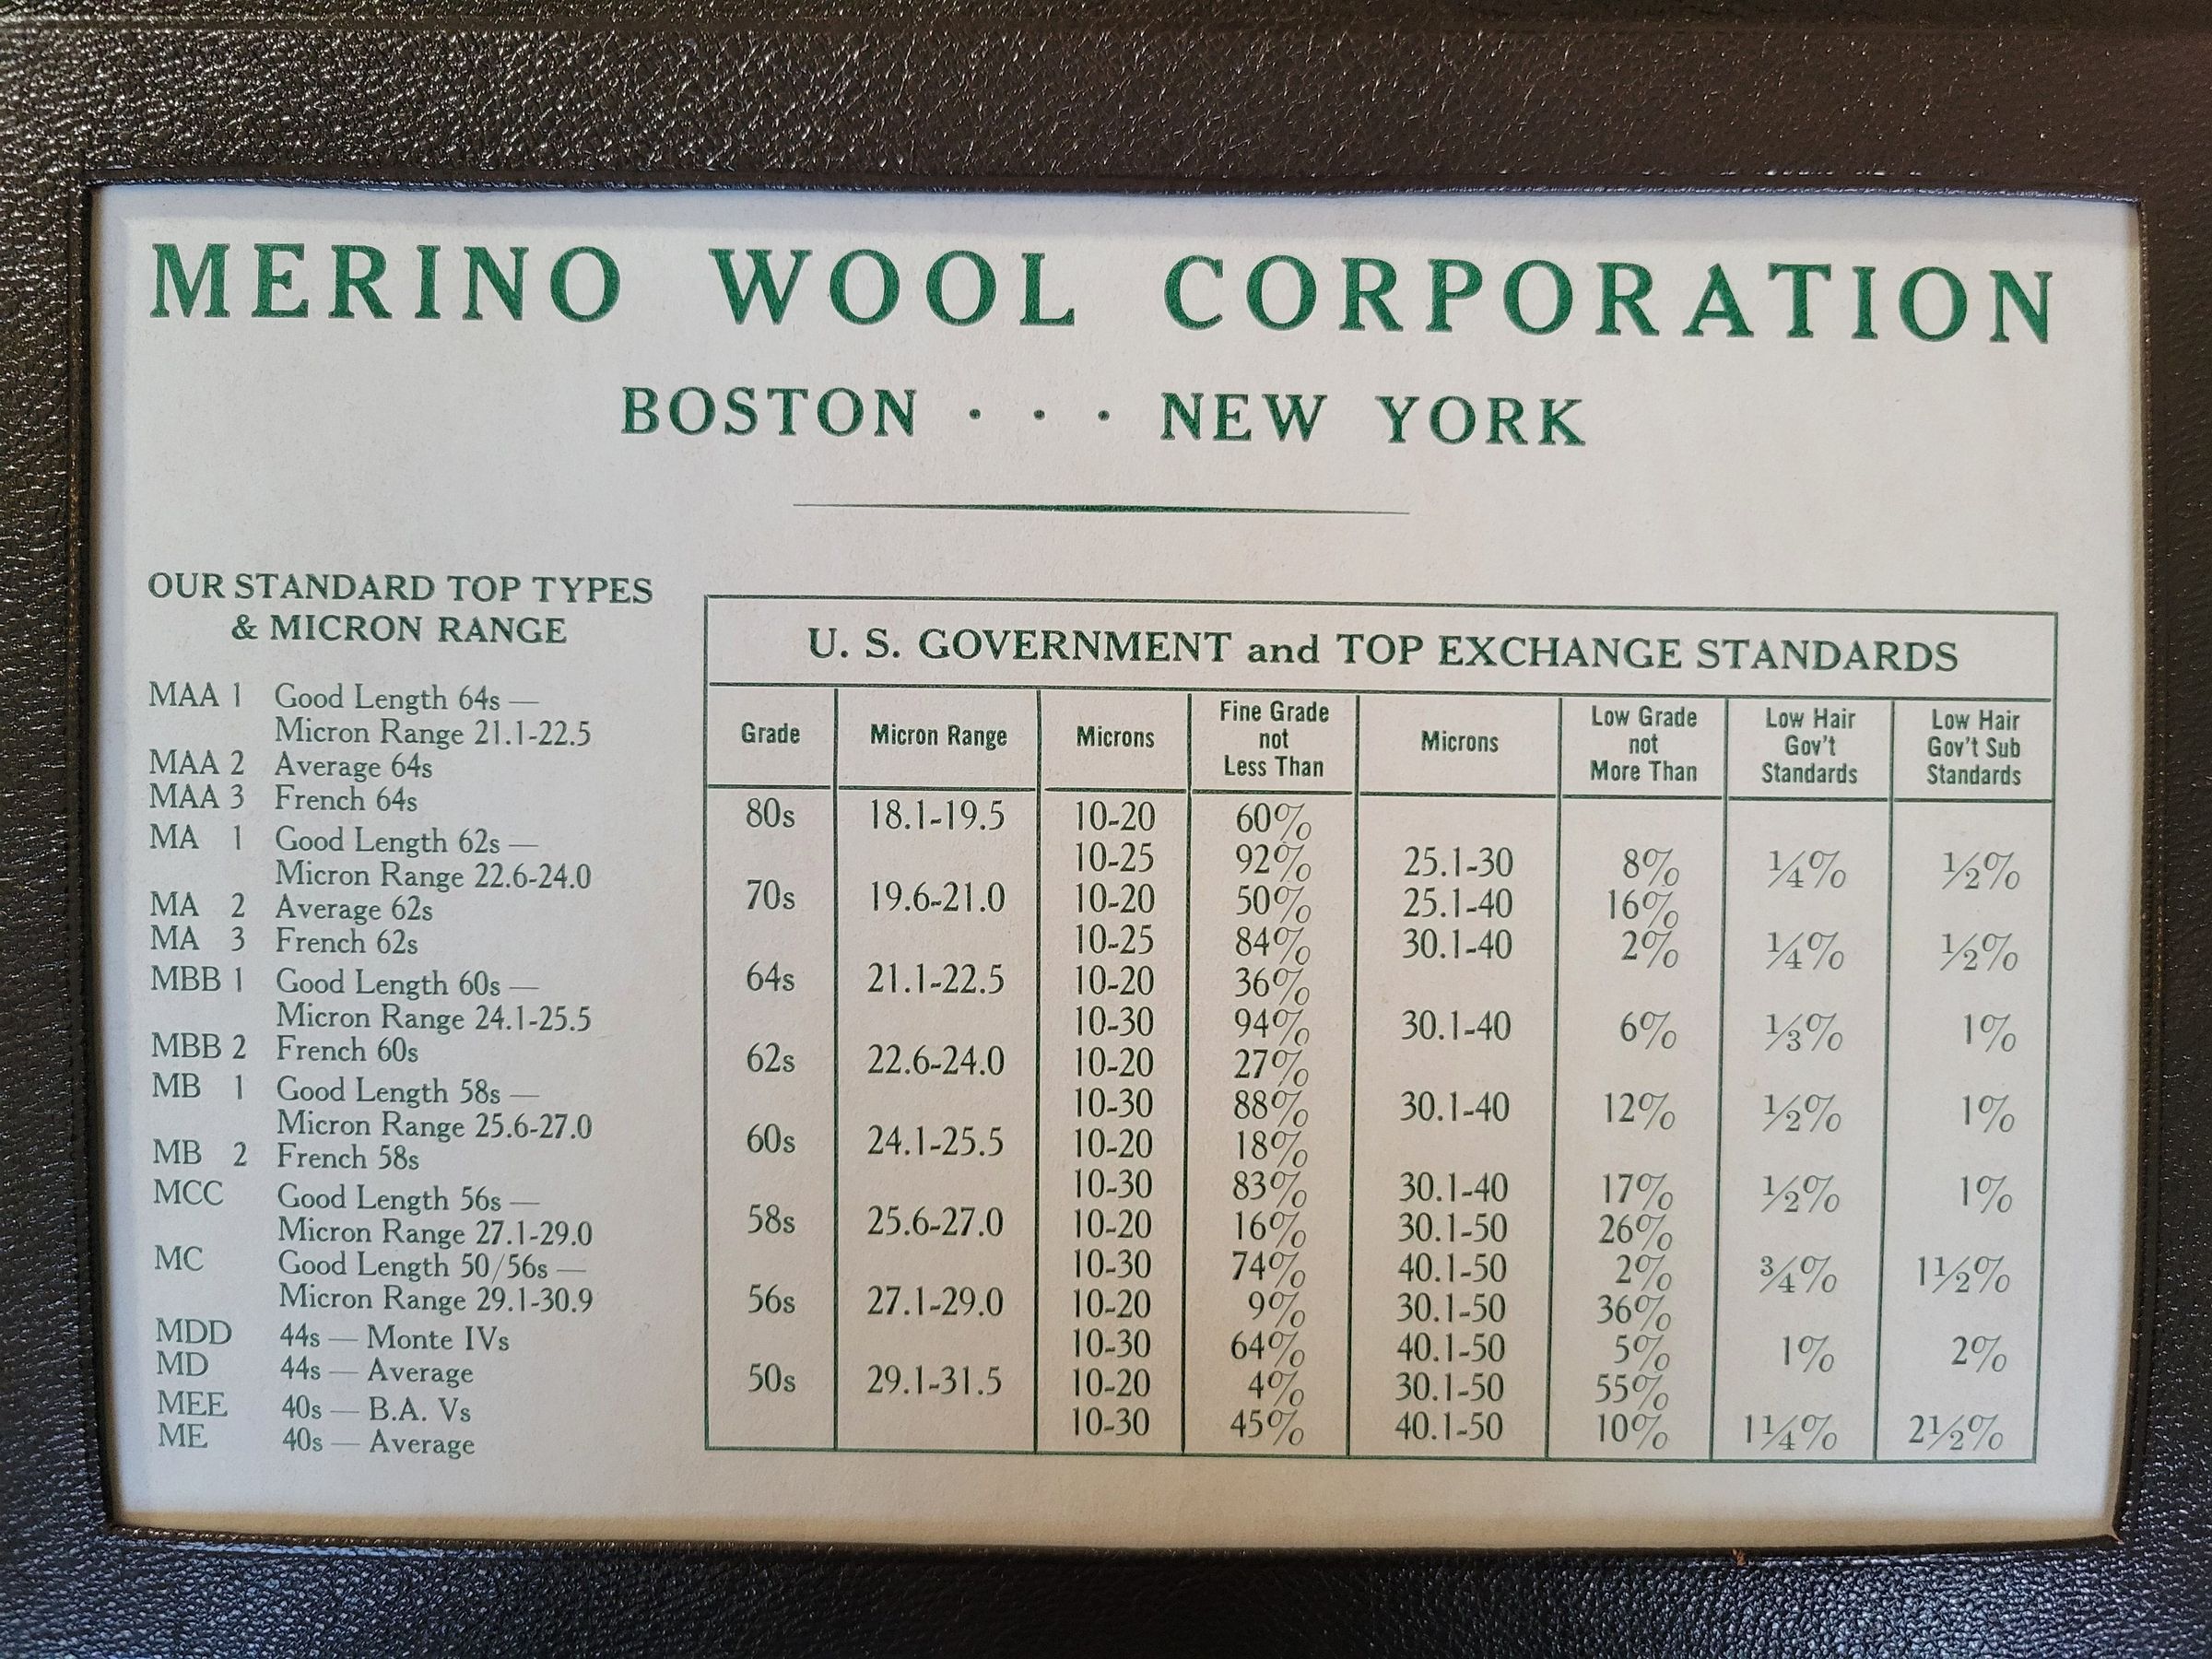 MERINO WOOL CORPORATION
BOSTON · · · NEW YORK
OUR STANDARD TOP TYPES
& MICRON RANGE
MAA 1 Good Length 64s —
Micron Range 21.1-22.5
MAA 2 Average 64s
MAA 3 French 64s
MA 1 Good Length 62s —
Micron Range 22.6-24.0
MA 2 Average 62s
MA 3 French 62s
MBB 1 Good Length 60s —
Micron Range 24.1-25.5
MBB 2 French 60s
MB 1 Good Length 58s —
Micron Range 25.6-27.0
MB 2 French 58s
MCC Good Length 56s —
Micron Range 27.1-29.0
MC Good Length 50/56s —
Micron Range 29.1-30.9
MDD 44s — Monte IVs
MD 44s — Average
MEE 40s — B.A. Vs
ME 40s — Average
U. S. GOVERNMENT and TOP EXCHANGE STANDARDS
Grade Micron Range Microns Fine Grade not Less Than Microns Low Grade not More Than Low Hair Gov't Standards Low Hair Gov't Sub Standards
80s 18.1-19.5 10-20 60%
10-25 92% 25.1-30 8% ¼% ½%
70s 19.6-21.0 10-20 50% 25.1-40 16%
10-25 84% 30.1-40 2% ¼% ½%
64s 21.1-22.5 10-20 36%
10-30 94% 30.1-40 6% ⅓% 1%
62s 22.6-24.0 10-20 27%
10-30 88% 30.1-40 12% ½% 1%
60s 24.1-25.5 10-20 18%
10-30 83% 30.1-40 17% ½% 1%
58s 25.6-27.0 10-20 16% 30.1-50 26%
10-30 74% 40.1-50 2% ¾% 1½%
56s 27.1-29.0 10-20 9% 30.1-50 36%
10-30 64% 40.1-50 5% 1% 2%
50s 29.1-31.5 10-20 4% 30.1-50 55%
10-30 45% 40.1-50 10% 1¼% 2½%